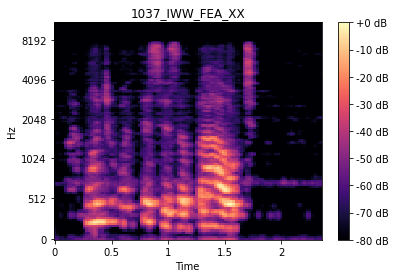 1037_IWW_FEA_XX
+0 dB
8192
-10 dB
4096
-20 dB
-30 dB
2048
Hz
-40 dB
1024
-50 dB
512
-60 dB
-70 dB
0
-80 dB
0 0.5 1 1.5 2
Time